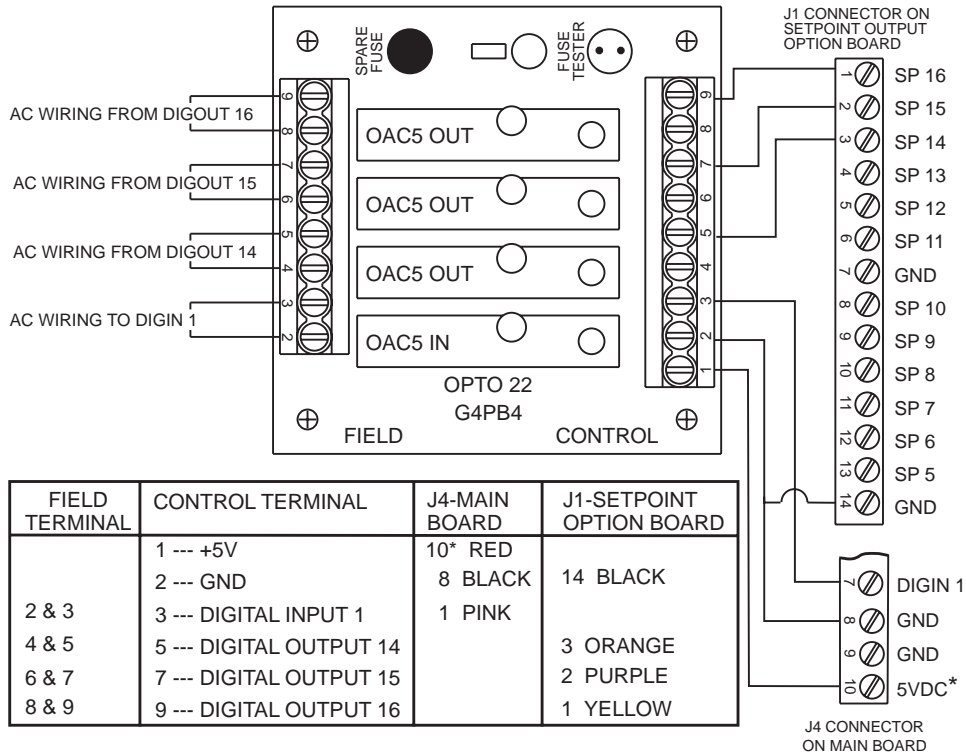 J1 CONNECTOR ON
SETPOINT OUTPUT
OPTION BOARD
SPARE
FUSE
FUSE
TESTER
AC WIRING FROM DIGOUT 16
AC WIRING FROM DIGOUT 15
AC WIRING FROM DIGOUT 14
AC WIRING TO DIGIN 1
9
8
7
6
5
4
3
2
OAC5 OUT
OAC5 OUT
OAC5 OUT
OAC5 IN
OPTO 22
G4PB4
FIELD CONTROL
9
8
7
6
5
4
3
2
1
1 SP 16
2 SP 15
3 SP 14
4 SP 13
5 SP 12
6 SP 11
7 GND
8 SP 10
9 SP 9
10 SP 8
11 SP 7
12 SP 6
13 SP 5
14 GND
7 DIGIN 1
8 GND
9 GND
10 5VDC*
J4 CONNECTOR
ON MAIN BOARD
FIELD TERMINAL CONTROL TERMINAL J4-MAIN BOARD J1-SETPOINT OPTION BOARD
1 --- +5V 10* RED
2 --- GND 8 BLACK 14 BLACK
2 & 3 3 --- DIGITAL INPUT 1 1 PINK
4 & 5 5 --- DIGITAL OUTPUT 14 3 ORANGE
6 & 7 7 --- DIGITAL OUTPUT 15 2 PURPLE
8 & 9 9 --- DIGITAL OUTPUT 16 1 YELLOW